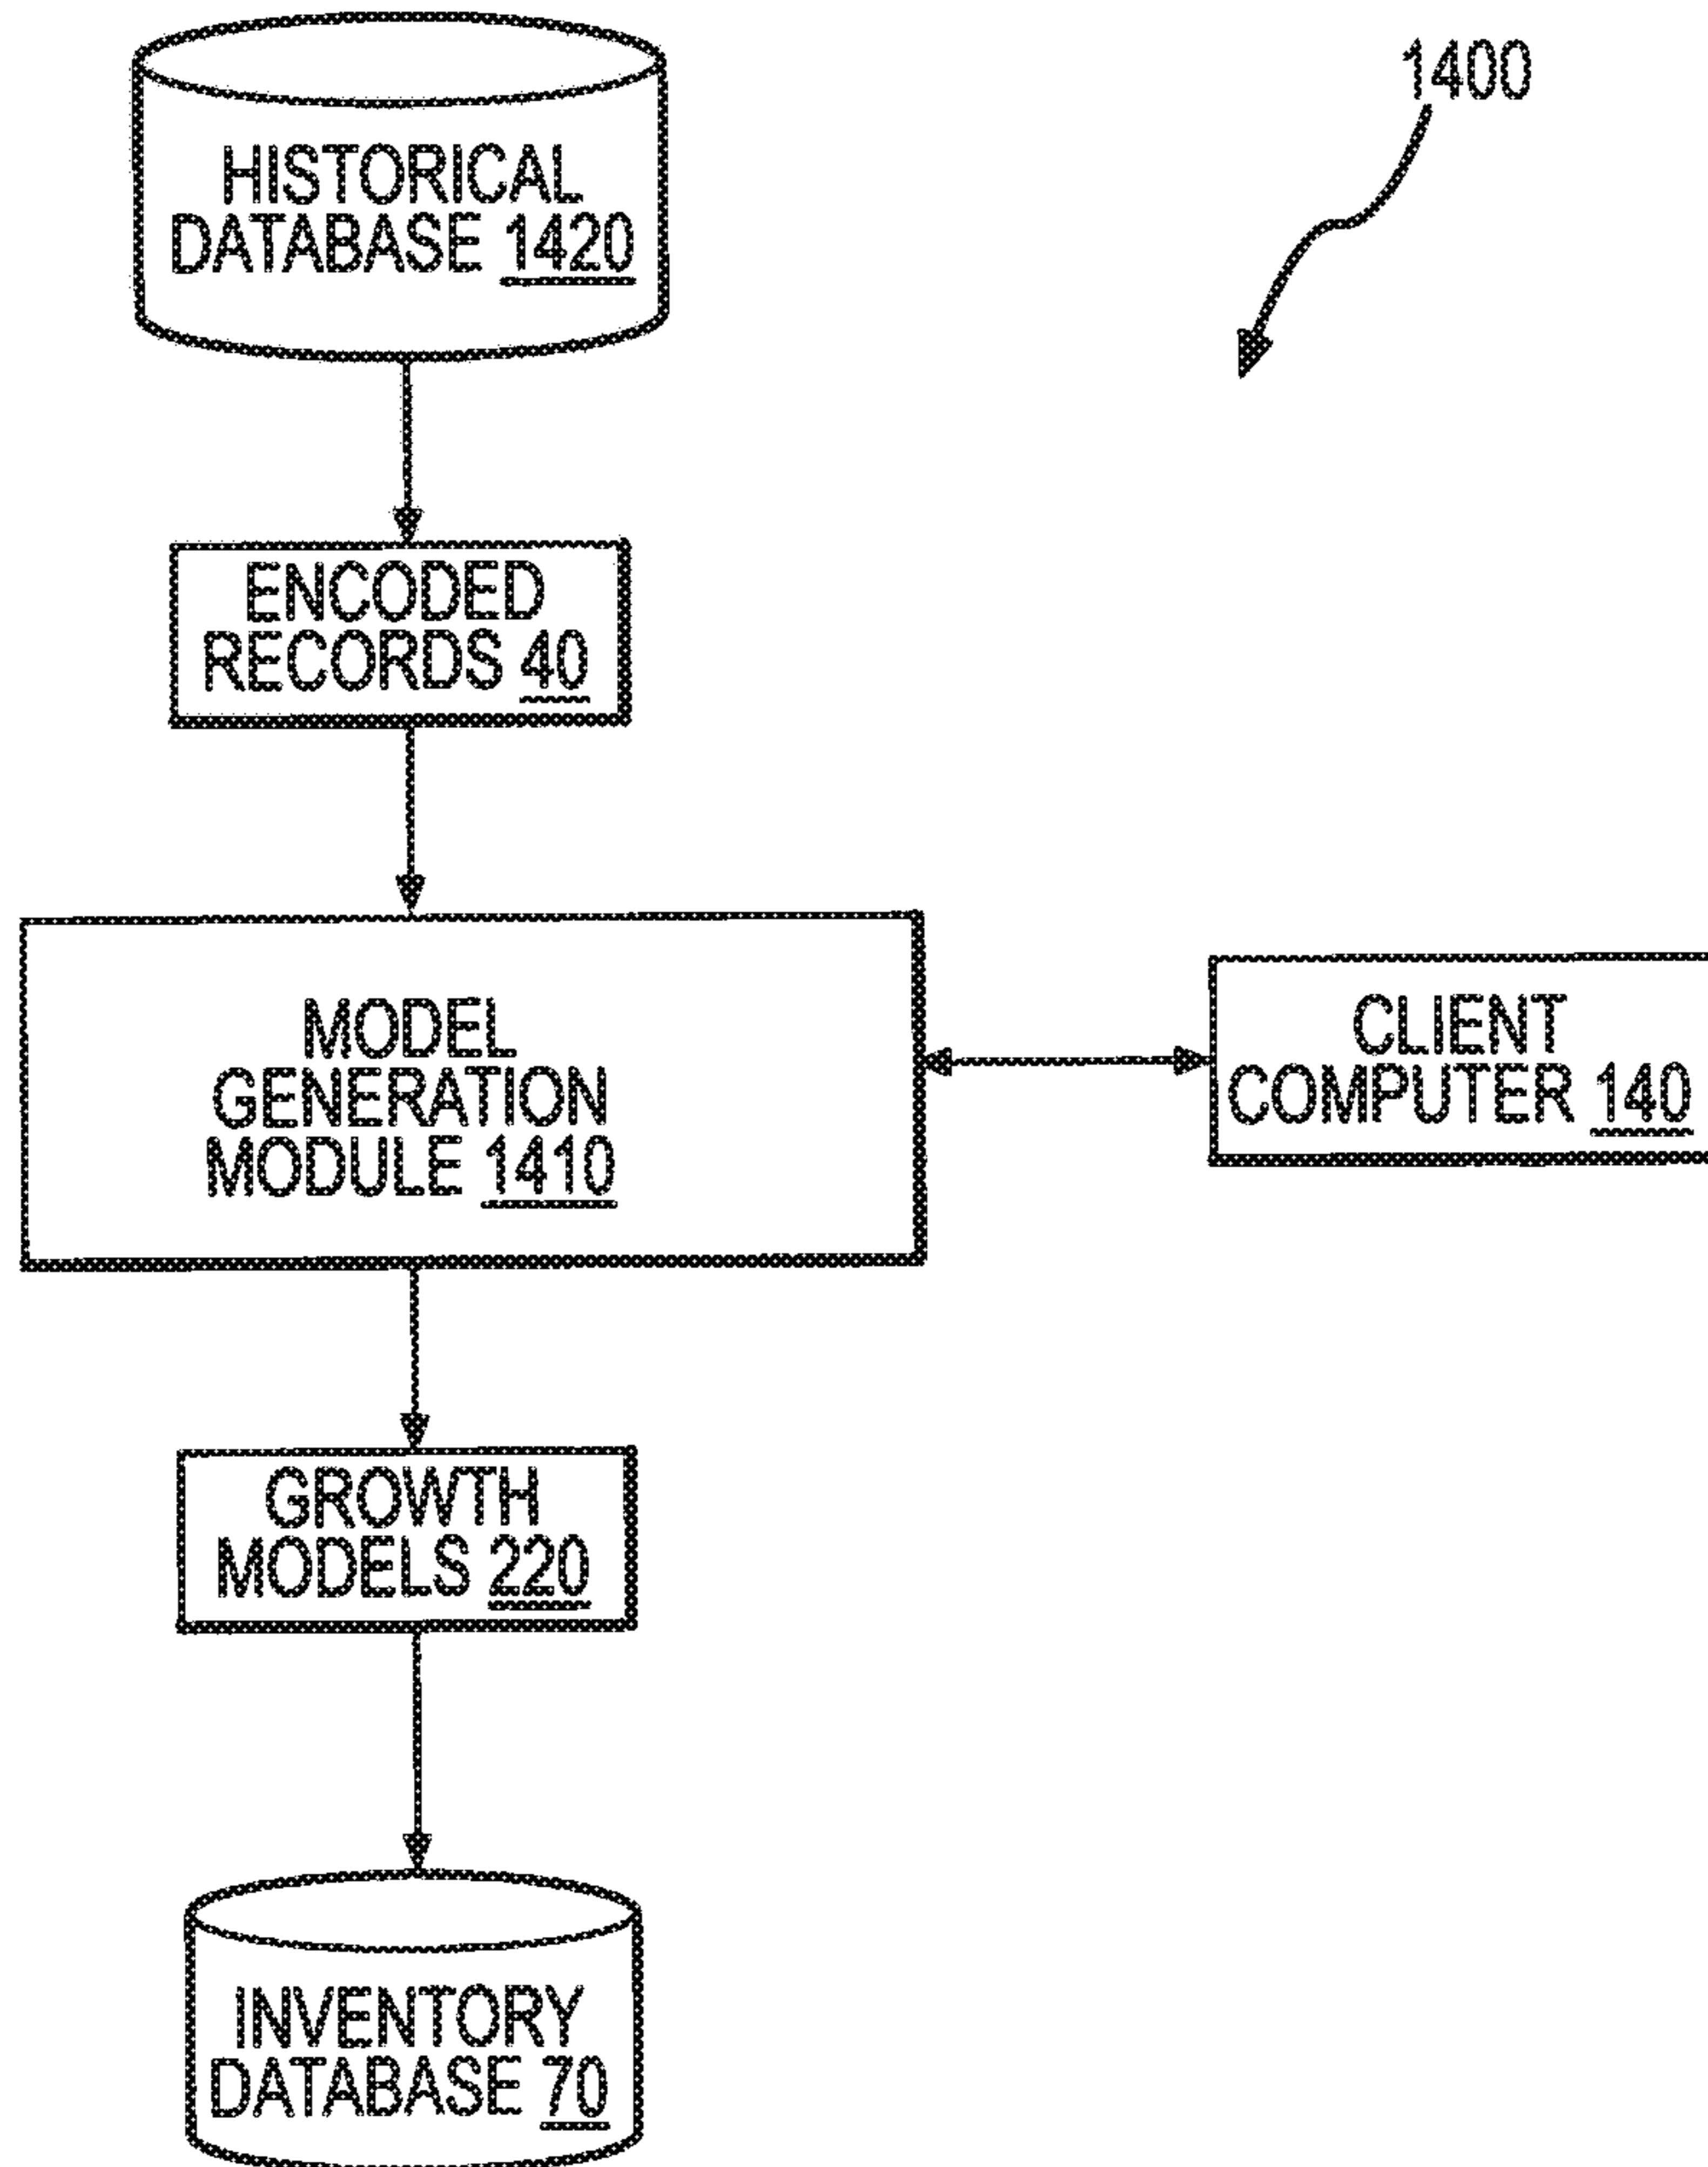 1400
HISTORICAL
DATABASE 1420
ENCODED
RECORDS 40
MODEL
GENERATION
MODULE 1410
CLIENT
COMPUTER 140
GROWTH
MODELS 220
INVENTORY
DATABASE 70